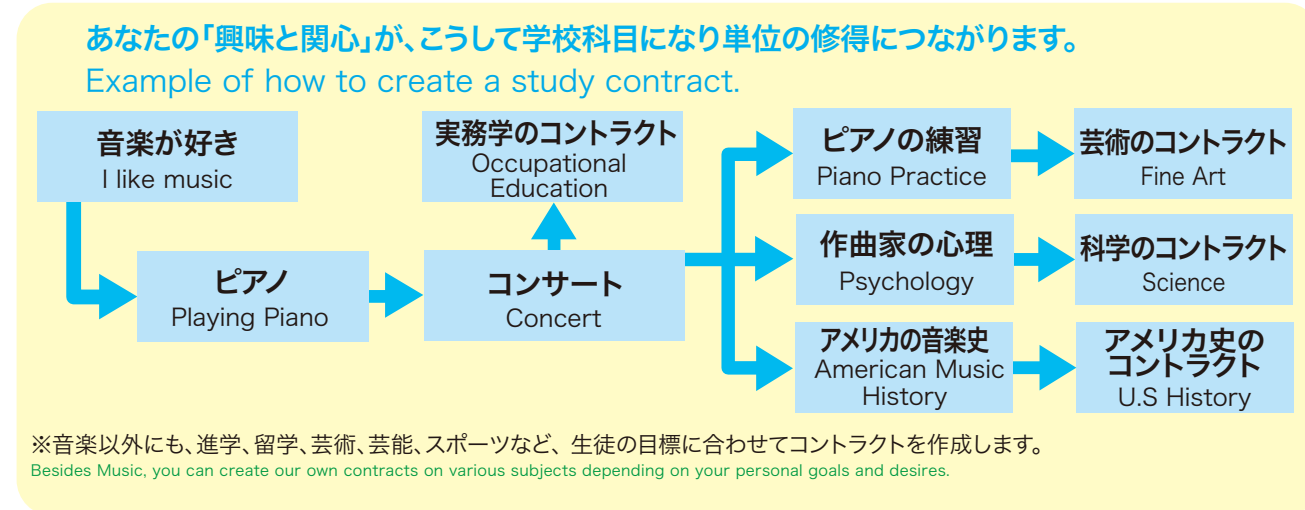 あなたの「興味と関心」が、こうして学校科目になり単位の修得につながります。
Example of how to create a study contract.
音楽が好き
I like music
ピアノ
Playing Piano
実務学のコントラクト
Occupational
Education
コンサート
Concert
ピアノの練習
Piano Practice
芸術のコントラクト
Fine Art
作曲家の心理
Psychology
科学のコントラクト
Science
アメリカの音楽史
American Music
History
アメリカ史の
コントラクト
U.S History
※音楽以外にも、進学、留学、芸術、芸能、スポーツなど、生徒の目標に合わせてコントラクトを作成します。
Besides Music, you can create our own contracts on various subjects depending on your personal goals and desires.